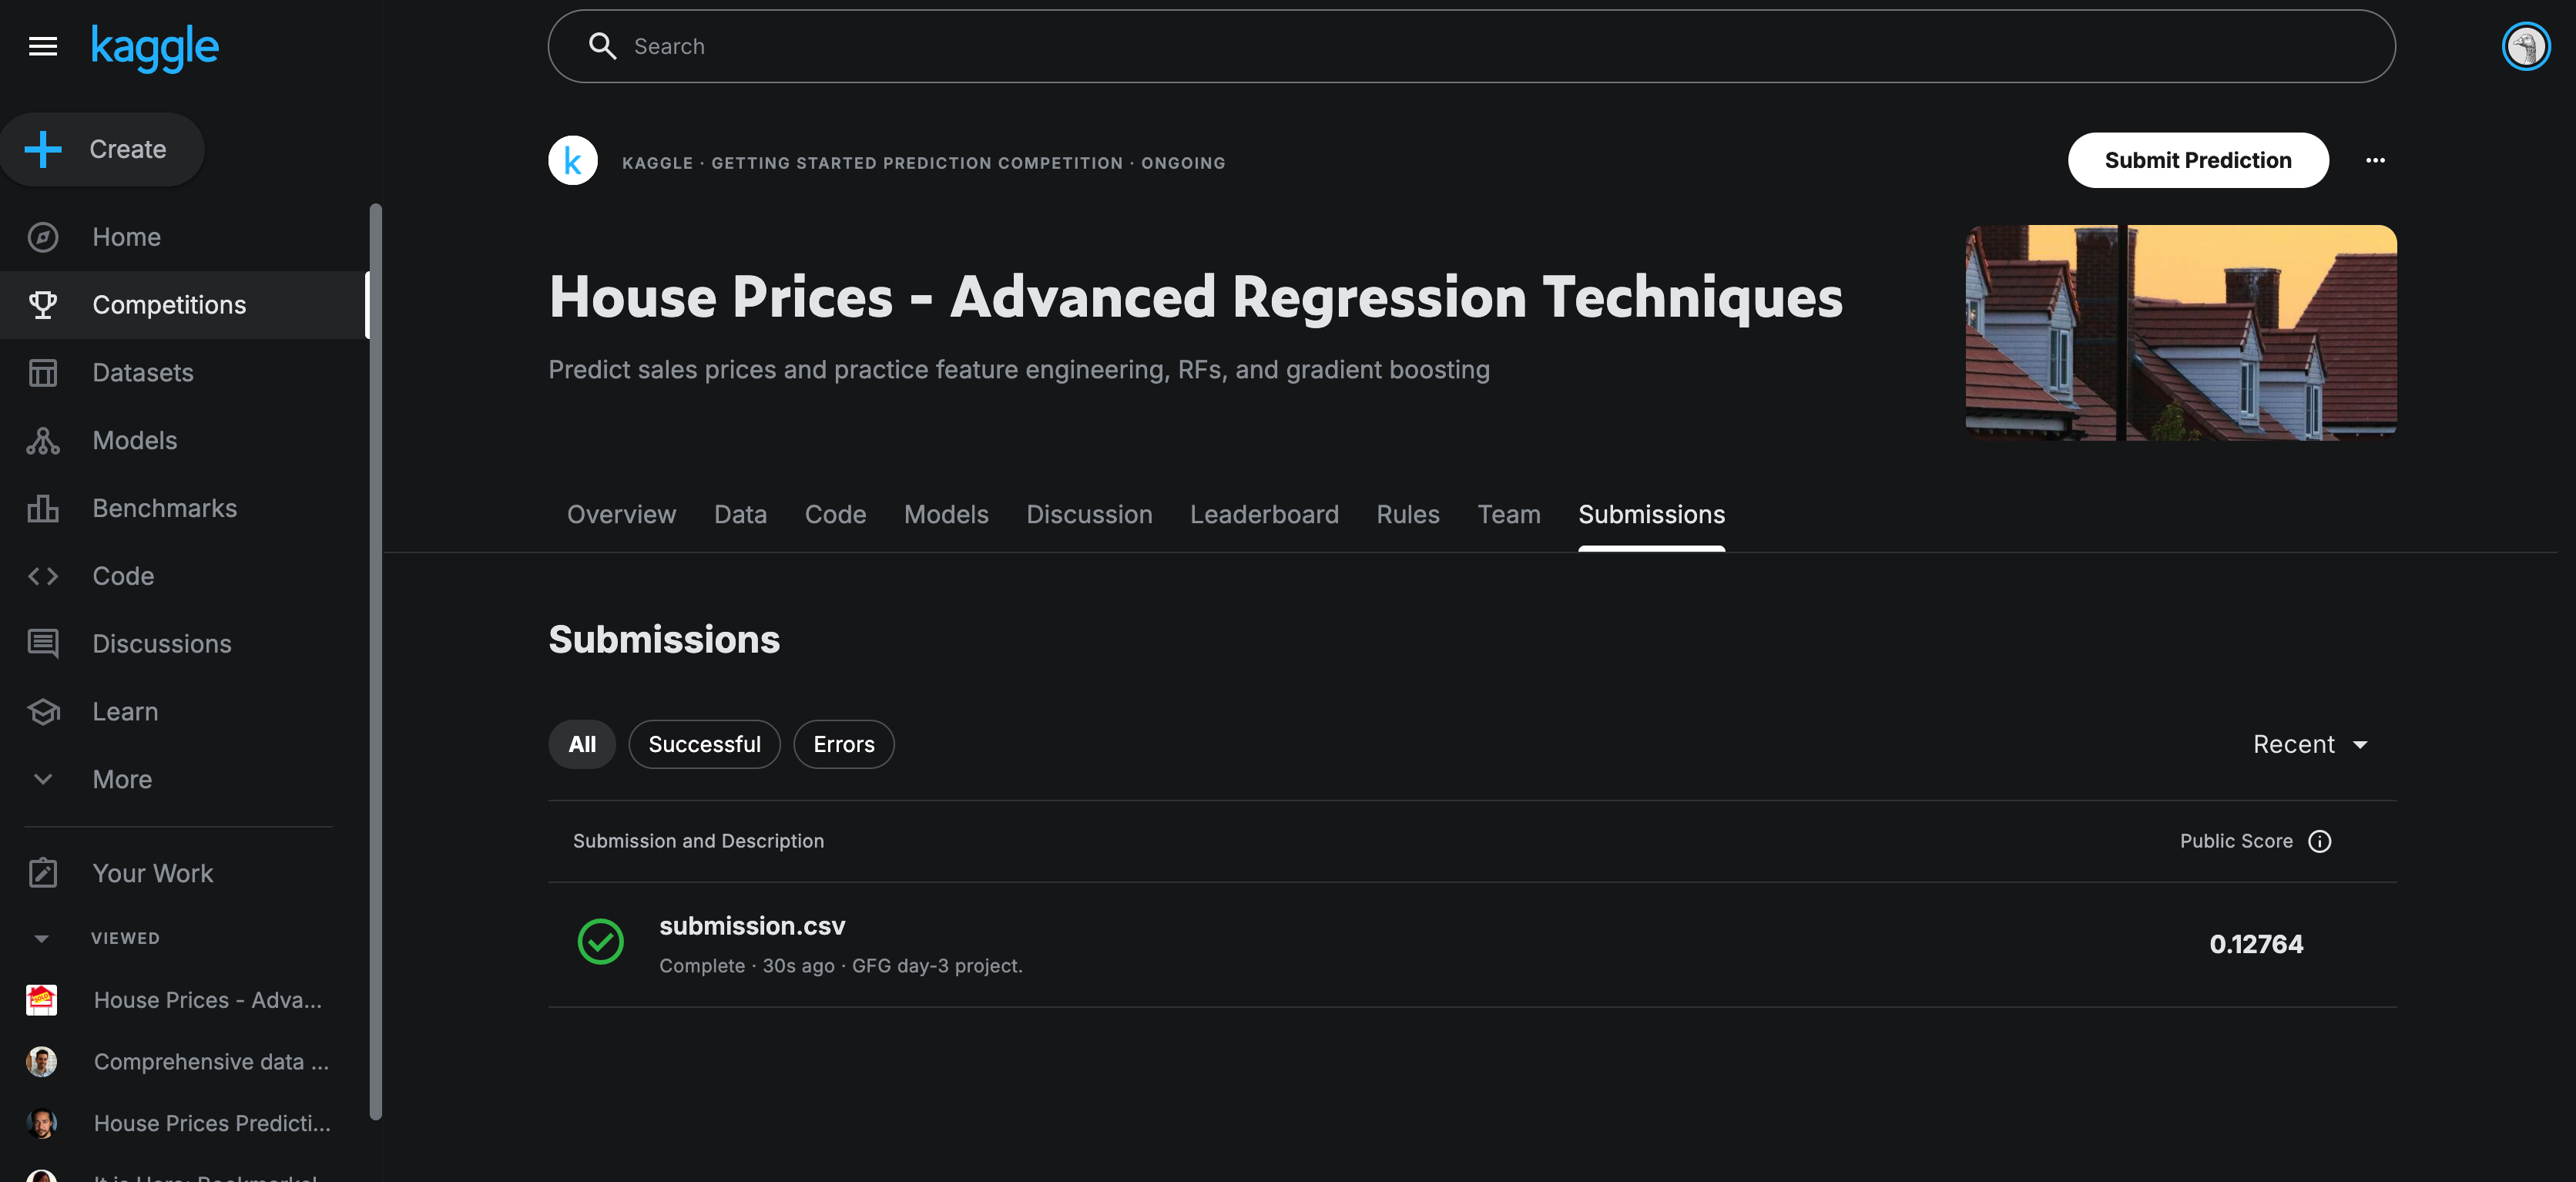 kaggle
Search
Create
Home
Competitions
Datasets
Models
Benchmarks
Code
Discussions
Learn
More
Your Work
VIEWED
House Prices - Adva...
Comprehensive data ...
House Prices Predicti...
k
KAGGLE · GETTING STARTED PREDICTION COMPETITION · ONGOING
Submit Prediction
House Prices - Advanced Regression Techniques
Predict sales prices and practice feature engineering, RFs, and gradient boosting
Overview Data Code Models Discussion Leaderboard Rules Team Submissions
Submissions
All Successful Errors
Recent
Submission and Description Public Score
submission.csv
0.12764
Complete · 30s ago · GFG day-3 project.